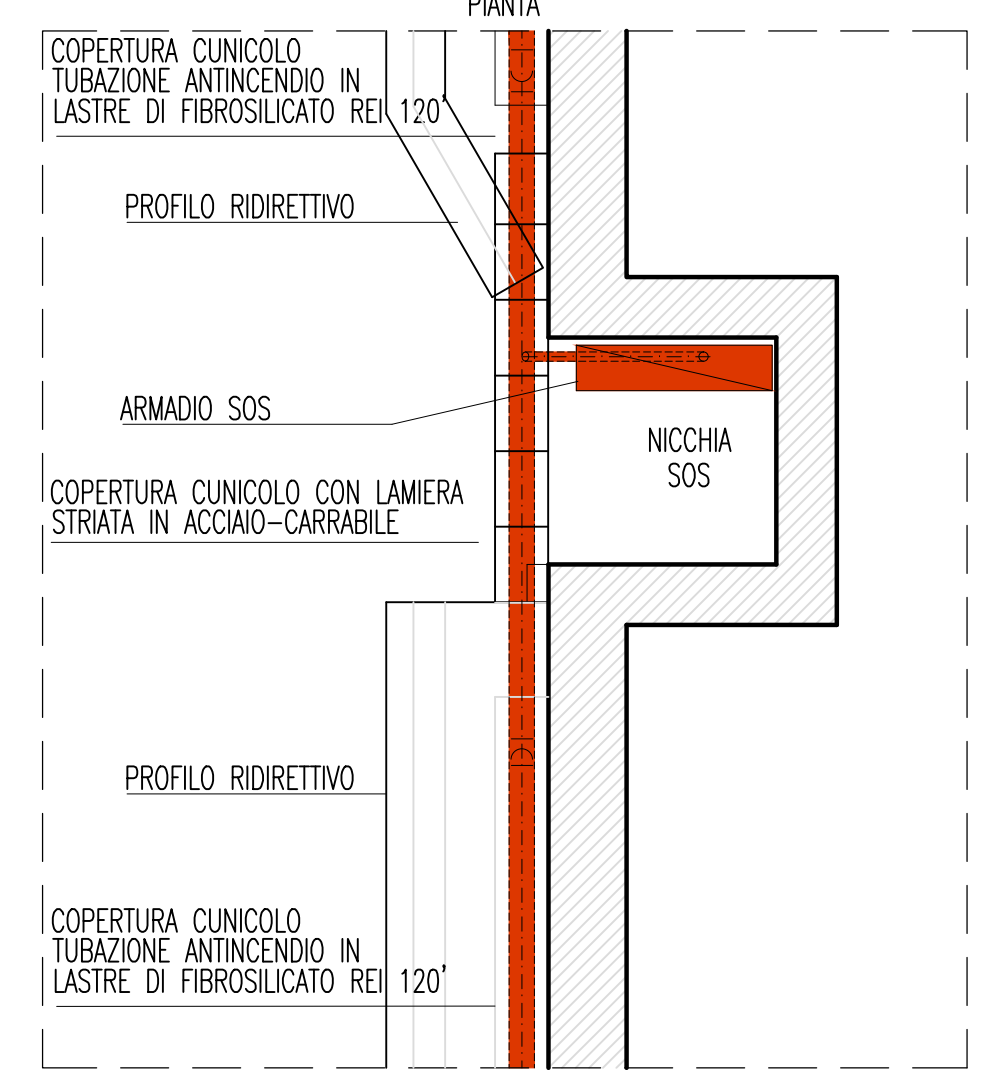 PIANTA
COPERTURA CUNICOLO
TUBAZIONE ANTINCENDIO IN
LASTRE DI FIBROSILICATO REI 120'
PROFILO RIDIRETTIVO
ARMADIO SOS
NICCHIA
SOS
COPERTURA CUNICOLO CON LAMIERA
STRIATA IN ACCIAIO-CARRABILE
PROFILO RIDIRETTIVO
COPERTURA CUNICOLO
TUBAZIONE ANTINCENDIO IN
LASTRE DI FIBROSILICATO REI 120'